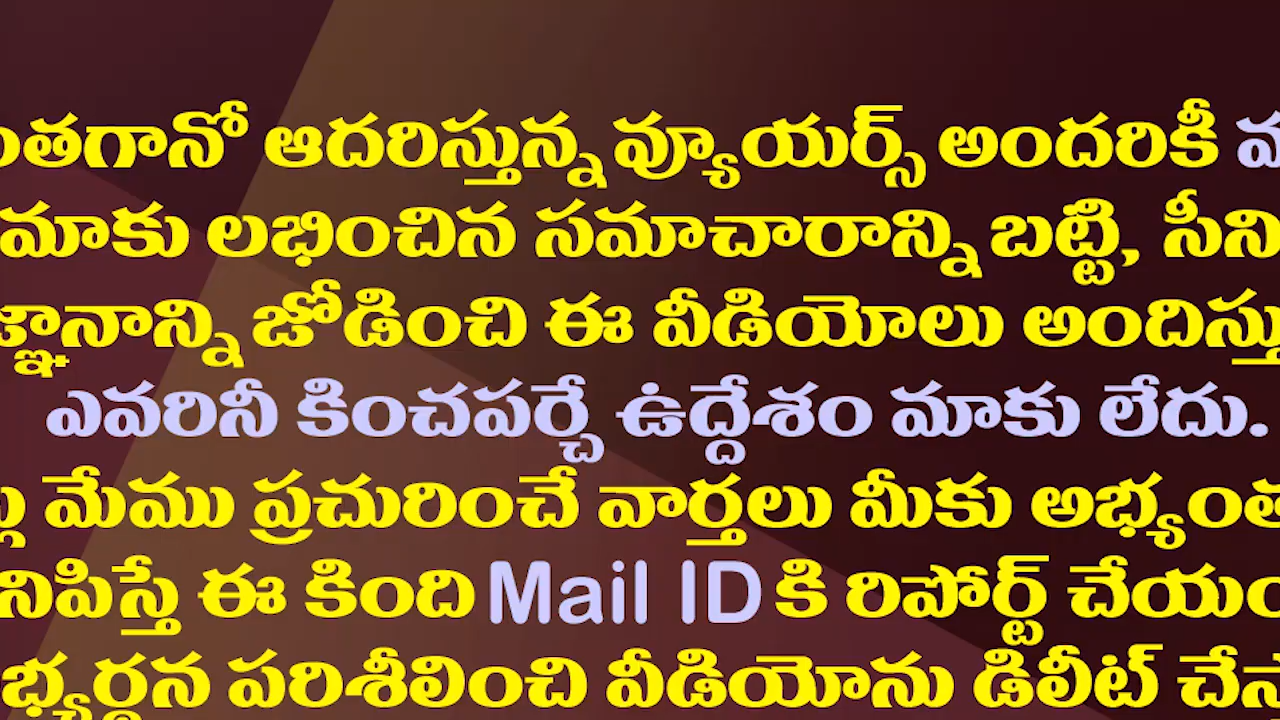 ఆదరిస్తున్న వ్యూయర్స్ అందరికీ
మాకు లభించిన సమాచారాన్ని బట్టి,
జోడించి ఈ వీడియోలు
ఎవరినీ కించపర్చే ఉద్దేశం మాకు లేదు.
మేము ప్రచురించే వార్తలు మీకు
ఈ కింది Mail ID కి రిపోర్ట్
పరిశీలించి వీడియోను డిలీట్